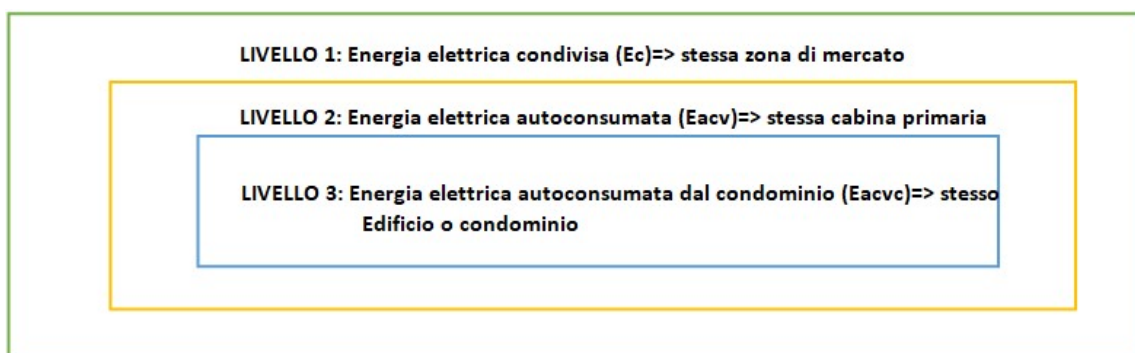 LIVELLO 1: Energia elettrica condivisa (Ec)=> stessa zona di mercato
LIVELLO 2: Energia elettrica autoconsumata (Eacv)=> stessa cabina primaria
LIVELLO 3: Energia elettrica autoconsumata dal condominio (Eacvc)=> stesso
Edificio o condominio